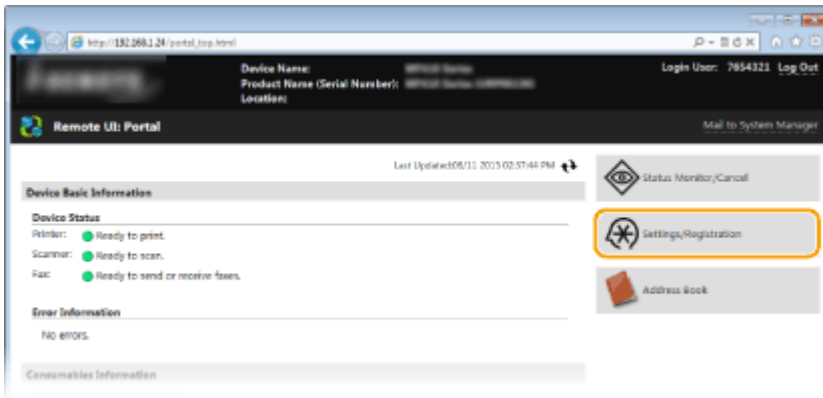 http://192.168.1.24/portal_top.html
Device Name:
Product Name (Serial Number):
Location:
Login User: 7654321 Log Out
Remote UI: Portal
Mail to System Manager
Last Updated:08/11 2015 02:57:44 PM
Device Basic Information
Device Status
Printer: Ready to print.
Scanner: Ready to scan.
Fax: Ready to send or receive faxes.
Error Information
No errors.
Consumables Information
Status Monitor/Cancel
Settings/Registration
Address Book